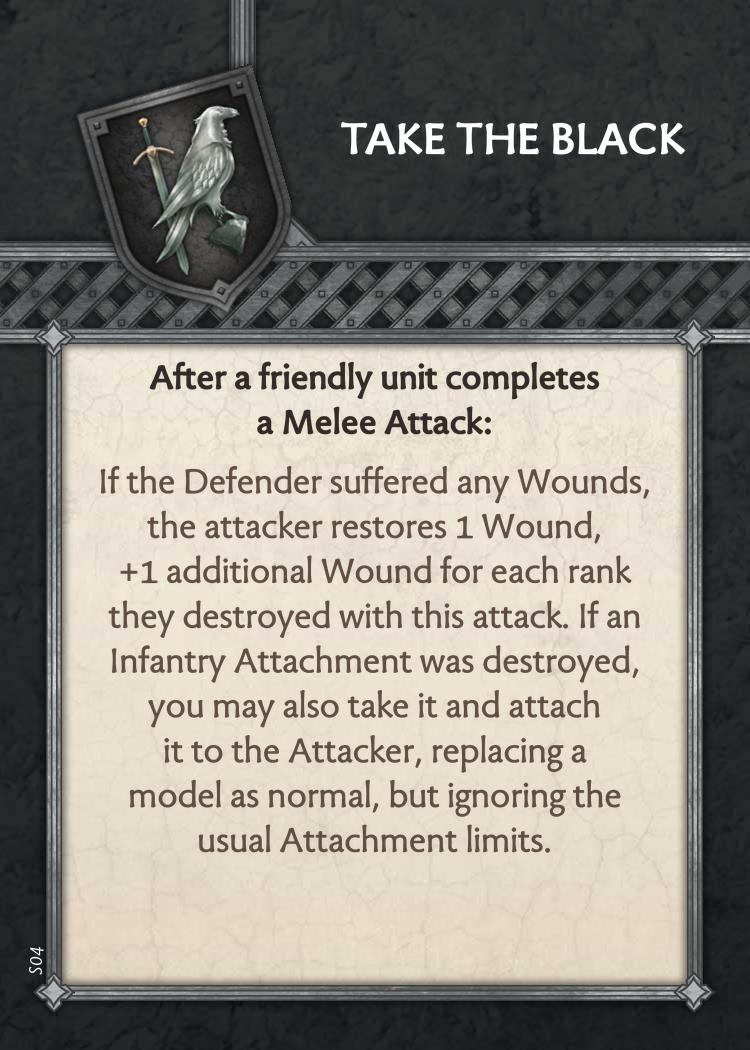 TAKE THE BLACK
After a friendly unit completes
a Melee Attack:
If the Defender suffered any Wounds,
the attacker restores 1 Wound,
+1 additional Wound for each rank
they destroyed with this attack. If an
Infantry Attachment was destroyed,
you may also take it and attach
it to the Attacker, replacing a
model as normal, but ignoring the
usual Attachment limits.
S04